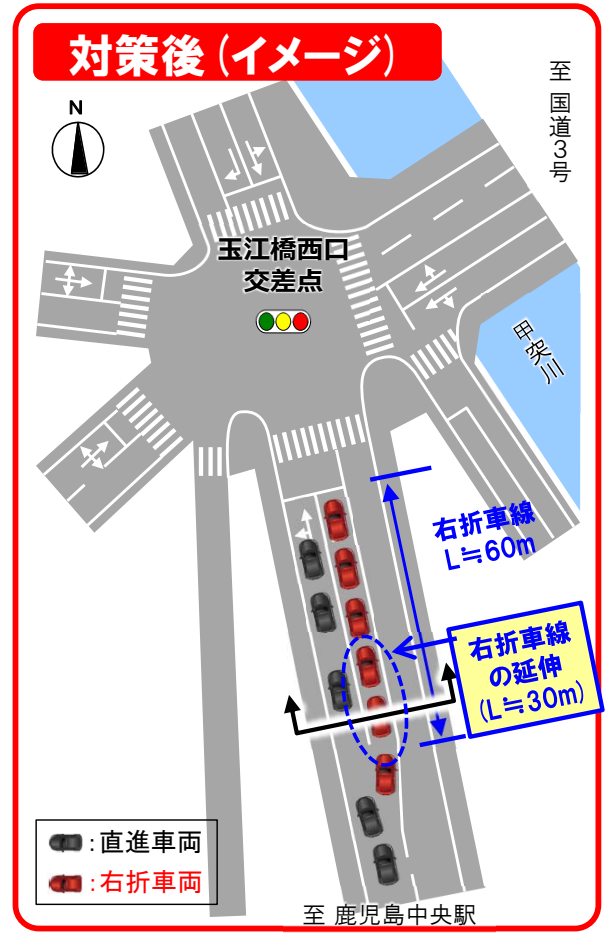 対策後(イメージ)
至 国道3号
N
玉江橋西口
交差点
甲突川
右折車線
L≒60m
右折車線
の延伸
(L≒30m)
:直進車両
:右折車両
至 鹿児島中央駅